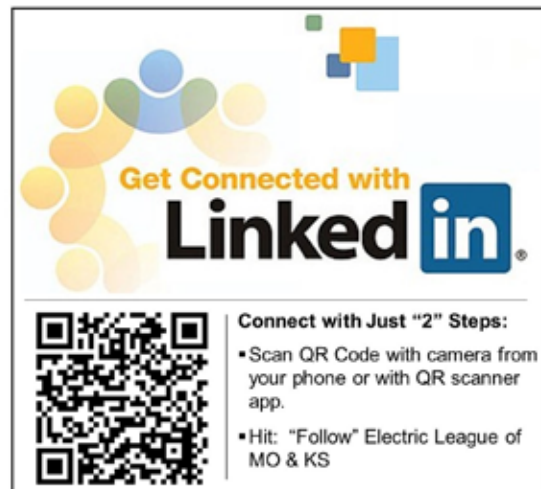 Get Connected with
Linked in®
Connect with Just “2” Steps:
▪Scan QR Code with camera from
your phone or with QR scanner
app.
▪Hit: “Follow” Electric League of
MO & KS